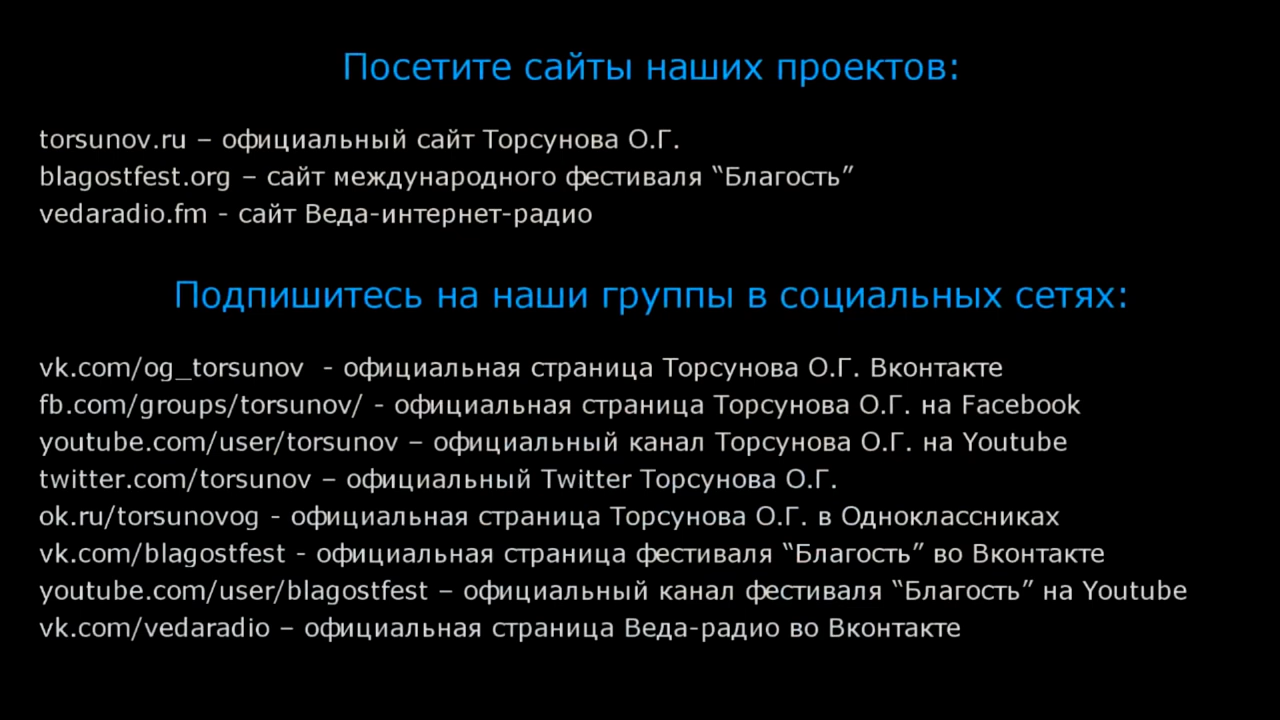 Посетите сайты наших проектов:
torsunov.ru – официальный сайт Торсунова О.Г.
blagostfest.org – сайт международного фестиваля “Благость”
vedaradio.fm - сайт Веда-интернет-радио
Подпишитесь на наши группы в социальных сетях:
vk.com/og_torsunov - официальная страница Торсунова О.Г. Вконтакте
fb.com/groups/torsunov/ - официальная страница Торсунова О.Г. на Facebook
youtube.com/user/torsunov – официальный канал Торсунова О.Г. на Youtube
twitter.com/torsunov – официальный Twitter Торсунова О.Г.
ok.ru/torsunovog - официальная страница Торсунова О.Г. в Одноклассниках
vk.com/blagostfest - официальная страница фестиваля “Благость” во Вконтакте
youtube.com/user/blagostfest – официальный канал фестиваля “Благость” на Youtube
vk.com/vedaradio – официальная страница Веда-радио во Вконтакте